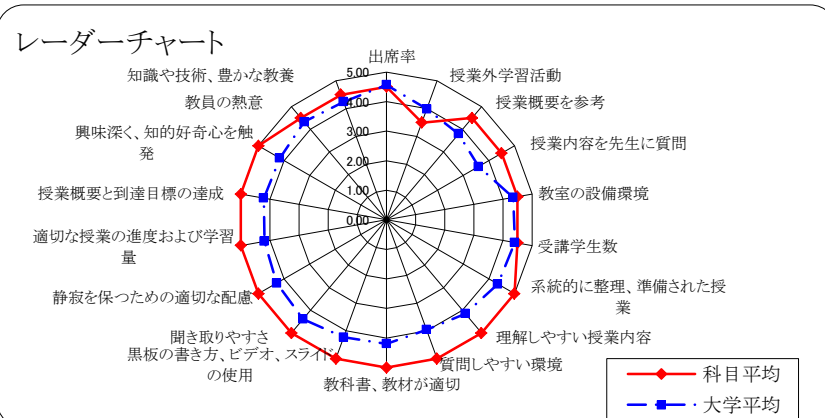 レーダーチャート
出席率
授業外学習活動
授業概要を参考
授業内容を先生に質問
教室の設備環境
受講学生数
系統的に整理、準備された授
業
理解しやすい授業内容
質問しやすい環境
教科書、教材が適切
黒板の書き方、ビデオ、スライド
の使用
聞き取りやすさ
静寂を保つための適切な配慮
適切な授業の進度および学習
量
授業概要と到達目標の達成
興味深く、知的好奇心を触
発
教員の熱意
知識や技術、豊かな教養
5.00
4.00
3.00
2.00
1.00
0.00
科目平均
大学平均